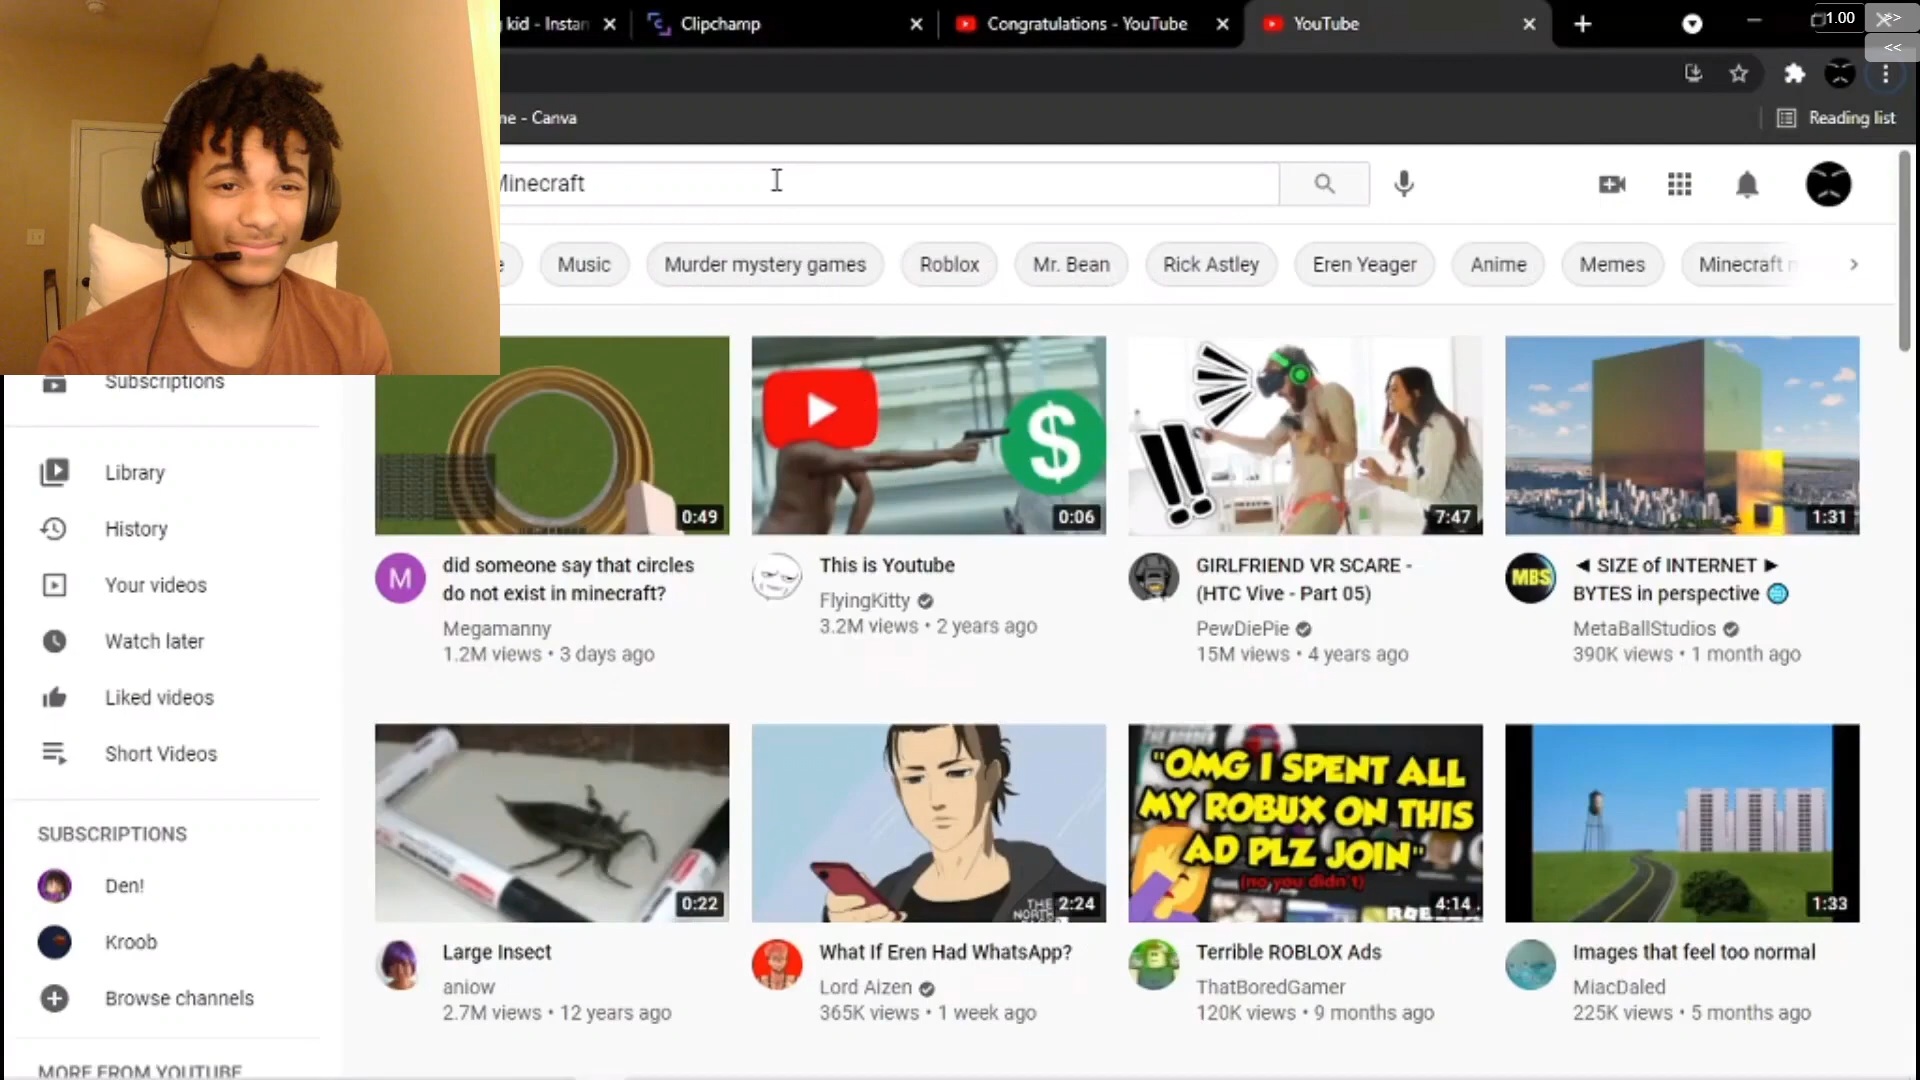 g kid - Instan
Clipchamp
Congratulations - YouTube
YouTube
1.00
>>
<<
ne - Canva
Reading list
Minecraft
e
Music
Murder mystery games
Roblox
Mr. Bean
Rick Astley
Eren Yeager
Anime
Memes
Minecraft
Subscriptions
Library
History
Your videos
Watch later
Liked videos
Short Videos
SUBSCRIPTIONS
Den!
Kroob
Browse channels
MORE FROM YOUTUBE
0:49
M
did someone say that circles
do not exist in minecraft?
Megamanny
1.2M views • 3 days ago
$
0:06
This is Youtube
FlyingKitty
3.2M views • 2 years ago
!!
7:47
GIRLFRIEND VR SCARE -
(HTC Vive - Part 05)
PewDiePie
15M views • 4 years ago
1:31
MBS
◄ SIZE of INTERNET ►
BYTES in perspective 🌐
MetaBallStudios
390K views • 1 month ago
0:22
Large Insect
aniow
2.7M views • 12 years ago
THE
NORTH
2:24
What If Eren Had WhatsApp?
Lord Aizen
365K views • 1 week ago
"OMG I SPENT ALL
MY ROBUX ON THIS
AD PLZ JOIN"
(no you didn't)
4:14
Terrible ROBLOX Ads
ThatBoredGamer
120K views • 9 months ago
1:33
Images that feel too normal
MiacDaled
225K views • 5 months ago